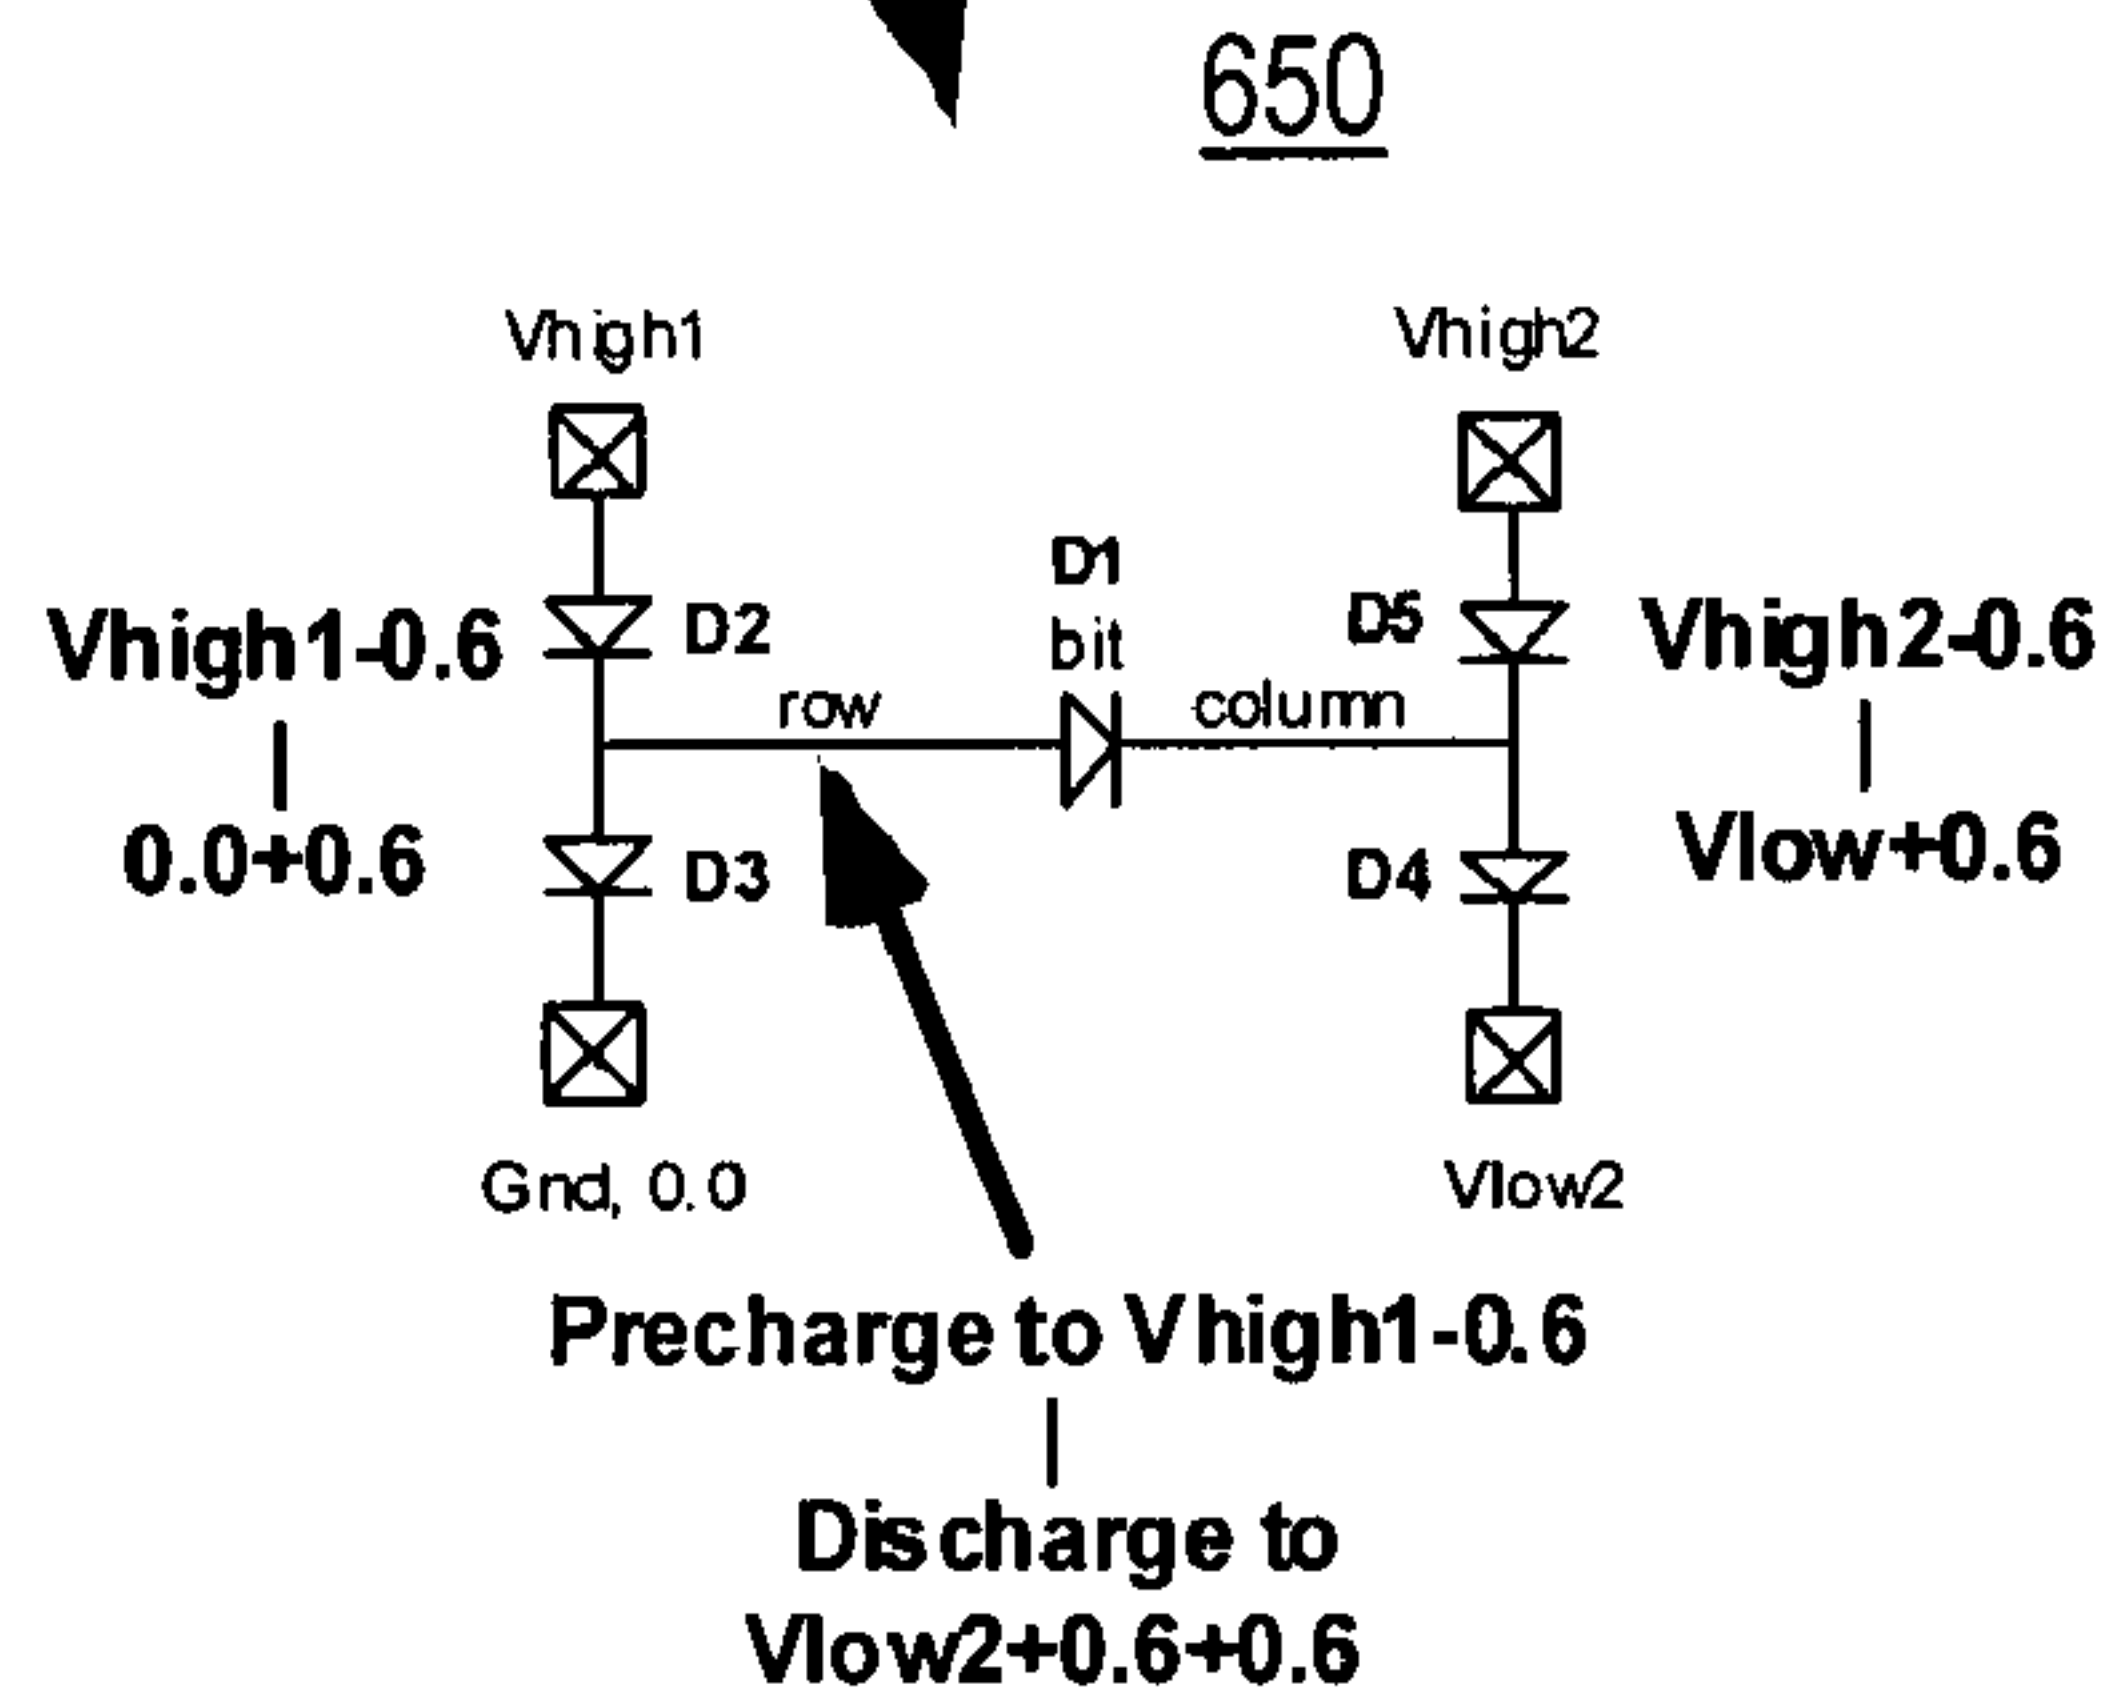 650
Vhigh1
Vhigh2
D1
bit
Vhigh1-0.6
D2
D5
Vhigh2-0.6
row
column
0.0+0.6
D3
D4
Vlow+0.6
Gnd, 0.0
Vlow2
Precharge to Vhigh1-0.6
Discharge to
Vlow2+0.6+0.6